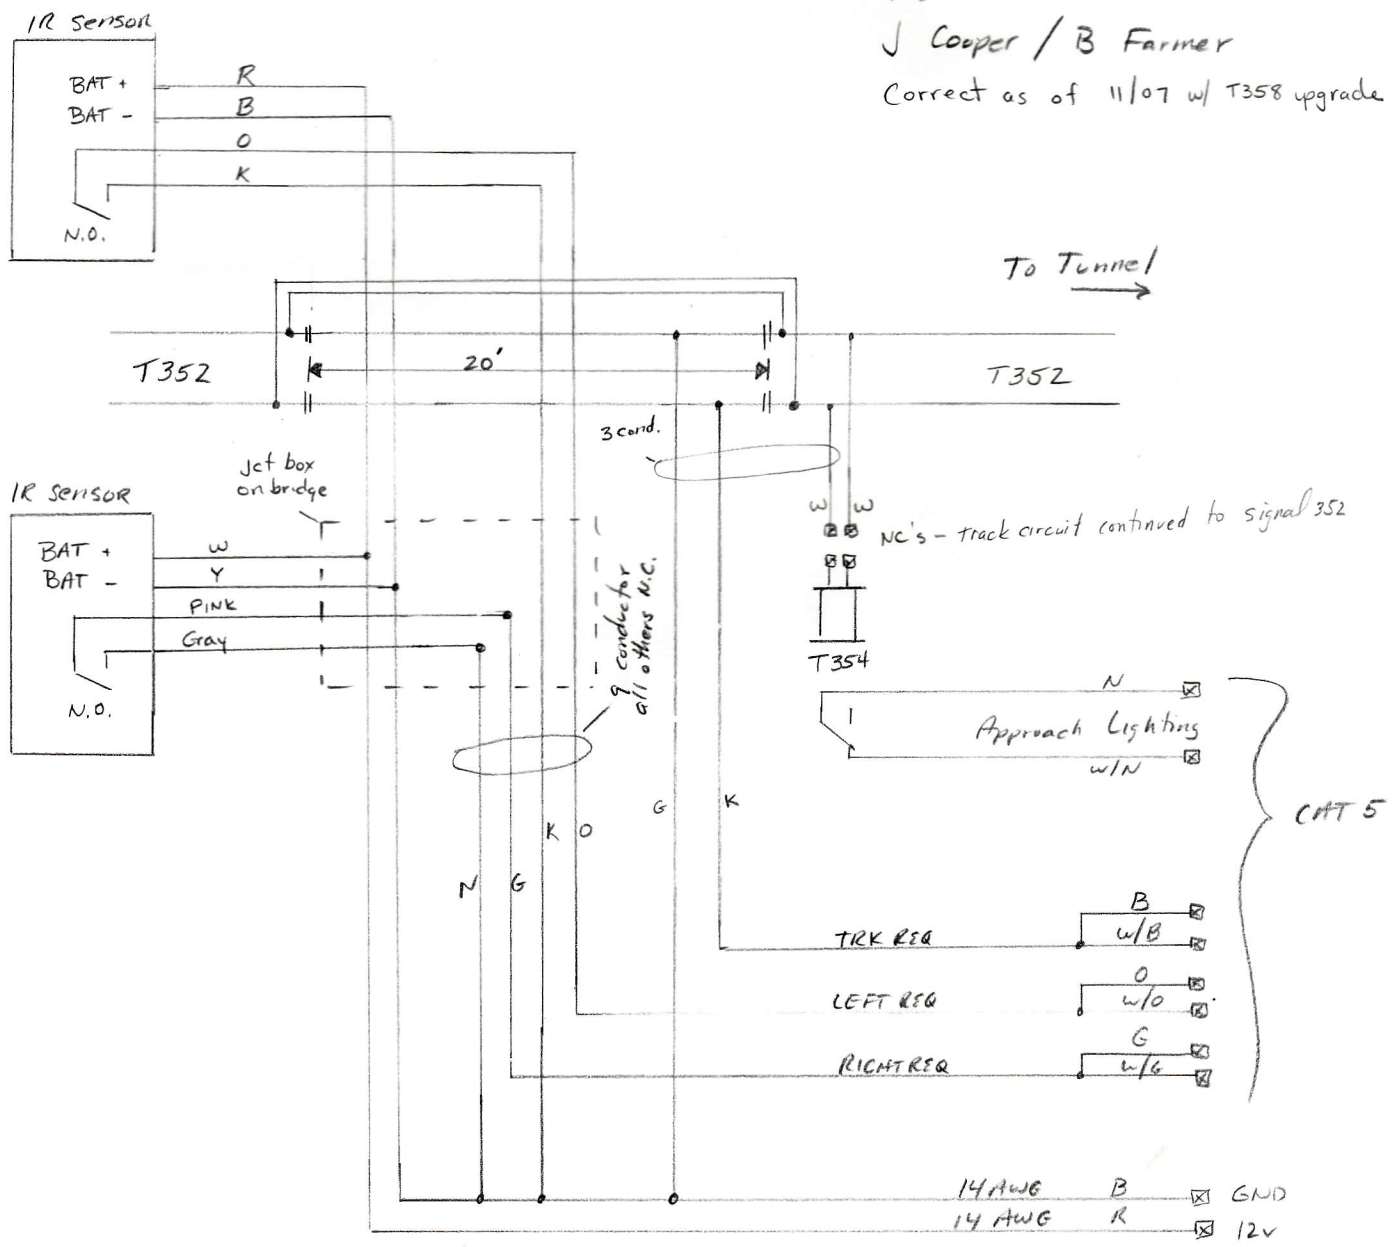 IR Sensor
J Cooper / B Farmer
Correct as of 11/07 w/ T358 upgrade
BAT +
R
BAT -
B
O
K
N.O.
To Tunnel
T352
20'
T352
3 cond.
Jct box
on bridge
IR Sensor
W W
NC's - track circuit continued to signal 352
BAT +
W
BAT -
Y
PINK
Gray
N.O.
9 conductor
all others N.C.
T354
N
Approach Lighting
W/N
CAT 5
G
K
K
O
N
G
B
TRK REQ
W/B
O
LEFT REQ
W/O
G
RIGHT REQ
W/G
14 AWG B GND
14 AWG R 12v